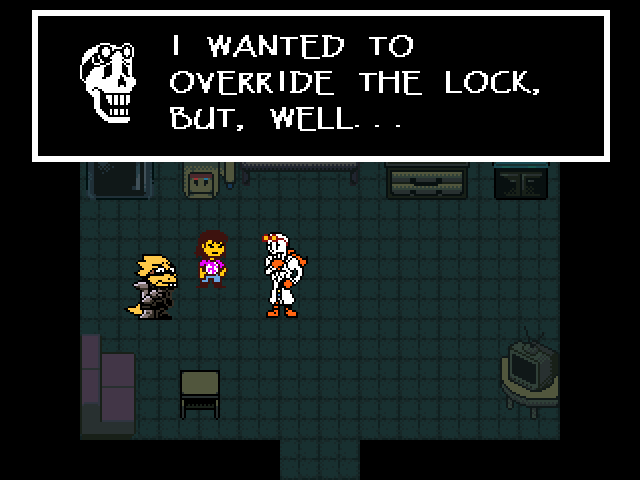 I WANTED TO
OVERRIDE THE LOCK,
BUT, WELL...